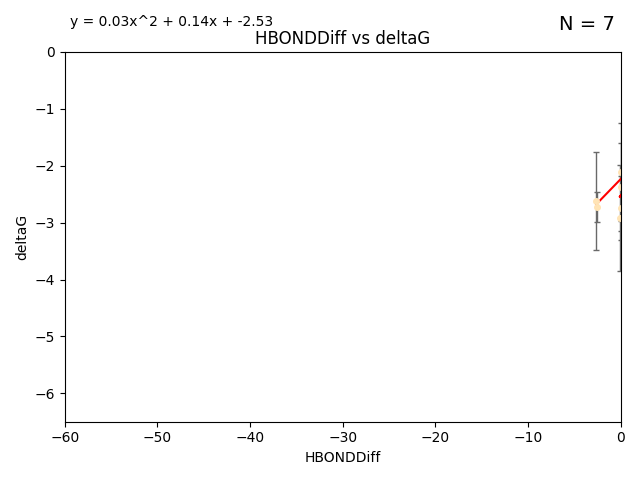 y = 0.03x^2 + 0.14x + -2.53
N = 7
HBONDDiff vs deltaG
deltaG
0
−1
−2
−3
−4
−5
−6
−60
−50
−40
−30
−20
−10
0
HBONDDiff